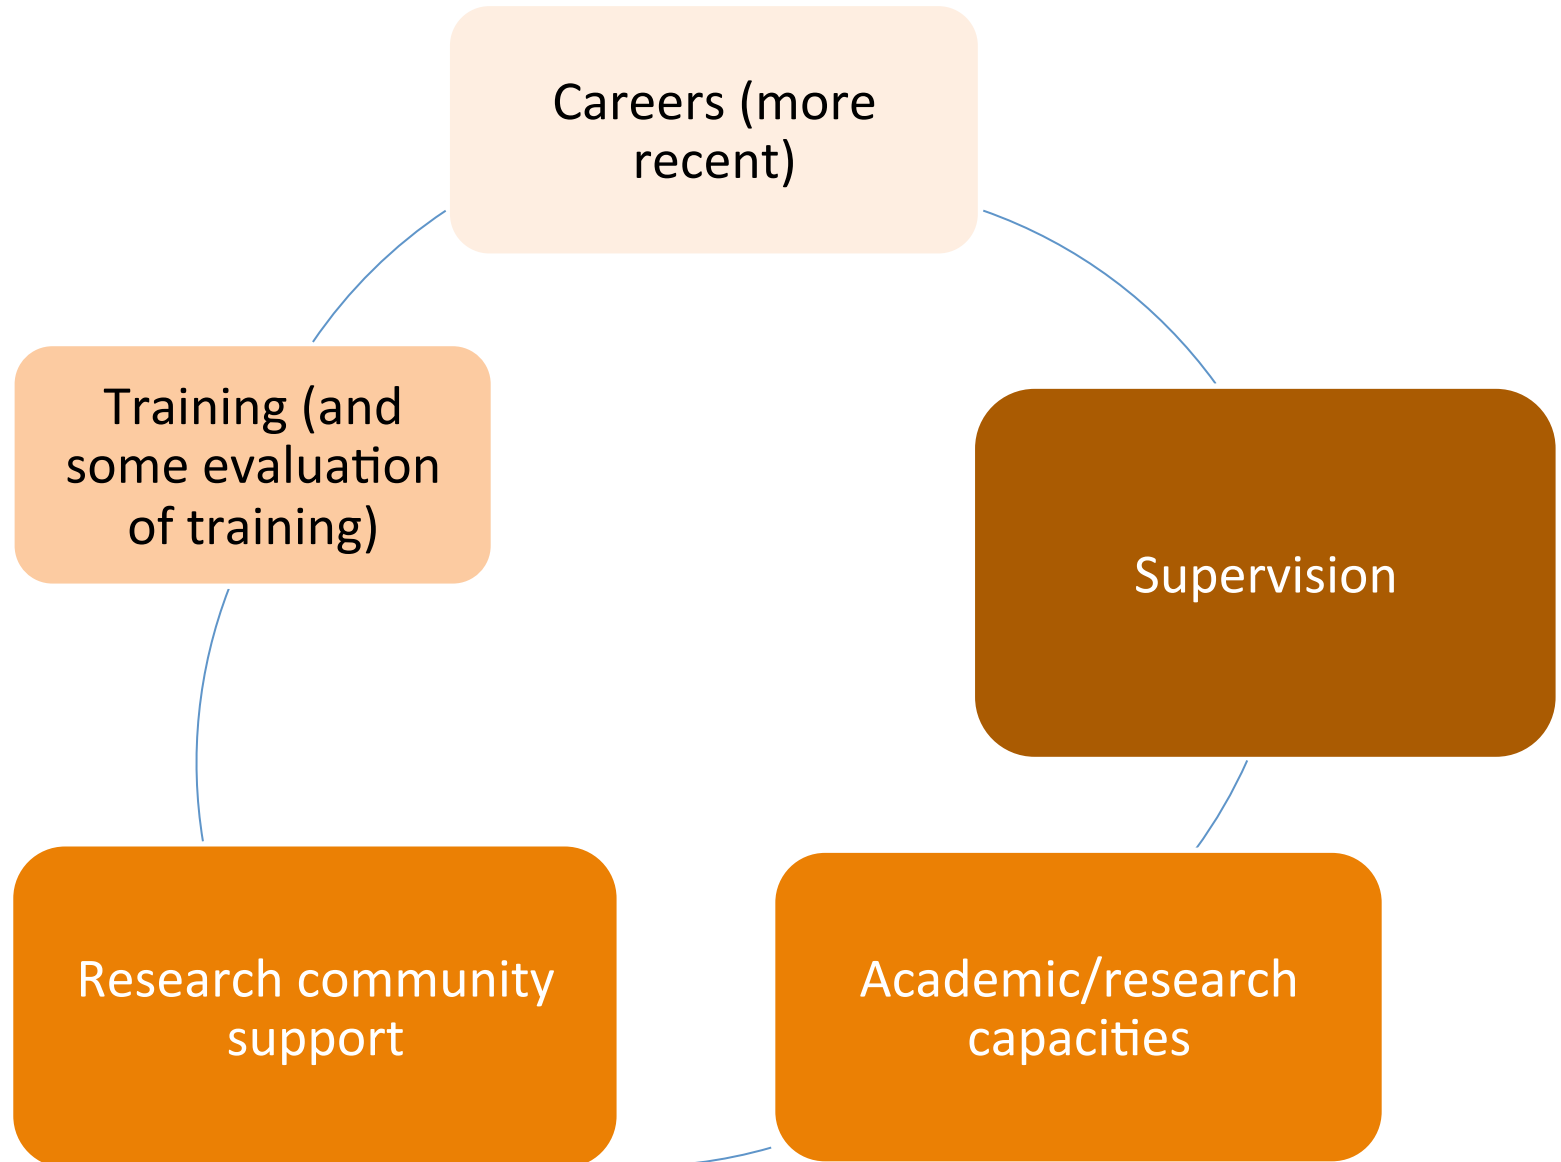 Careers (more
recent)
Training (and
some evaluation
of training)
Supervision
Research community
support
Academic/research
capacities